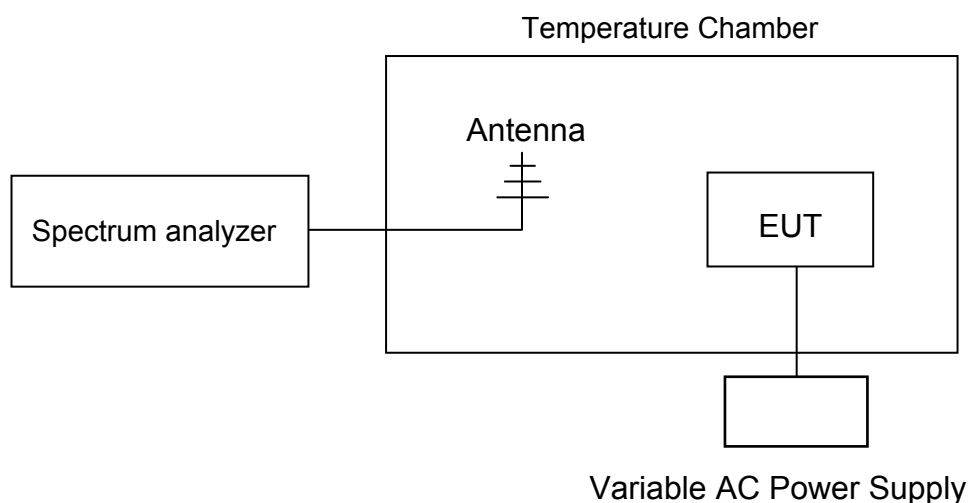 Temperature Chamber
Antenna
Spectrum analyzer
EUT
Variable AC Power Supply